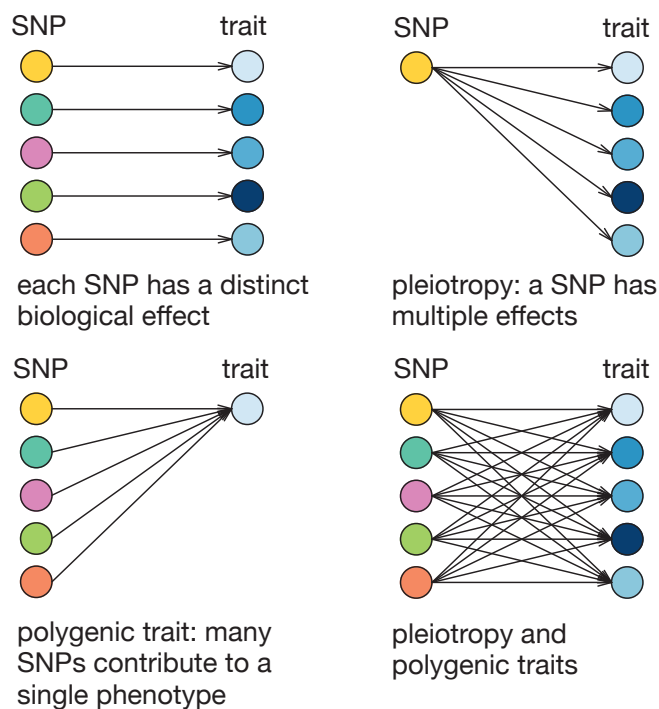 SNP trait
each SNP has a distinct
biological effect
SNP trait
pleiotropy: a SNP has
multiple effects
SNP trait
polygenic trait: many
SNPs contribute to a
single phenotype
SNP trait
pleiotropy and
polygenic traits